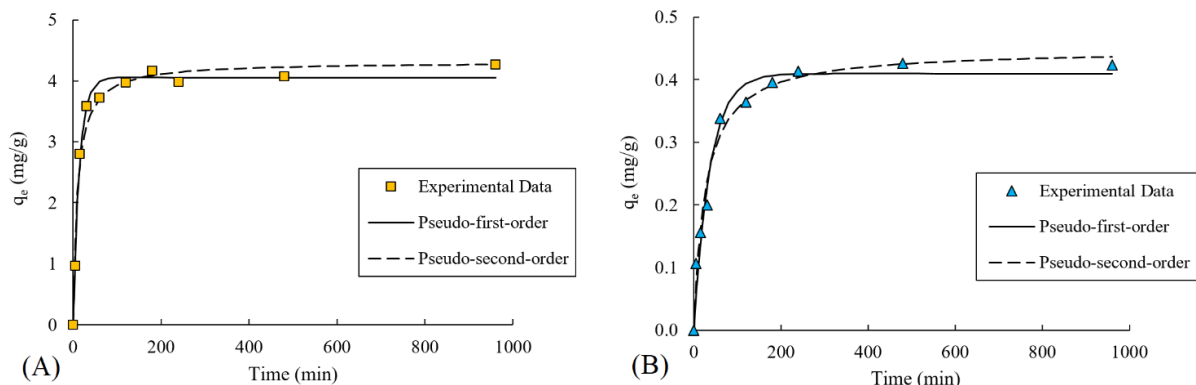 5
4
3
2
1
0
qe (mg/g)
0
200
400
600
800
1000
Time (min)
Experimental Data
Pseudo-first-order
Pseudo-second-order
(A)
0.5
0.4
0.3
0.2
0.1
0.0
qe (mg/g)
0
200
400
600
800
1000
Time (min)
Experimental Data
Pseudo-first-order
Pseudo-second-order
(B)